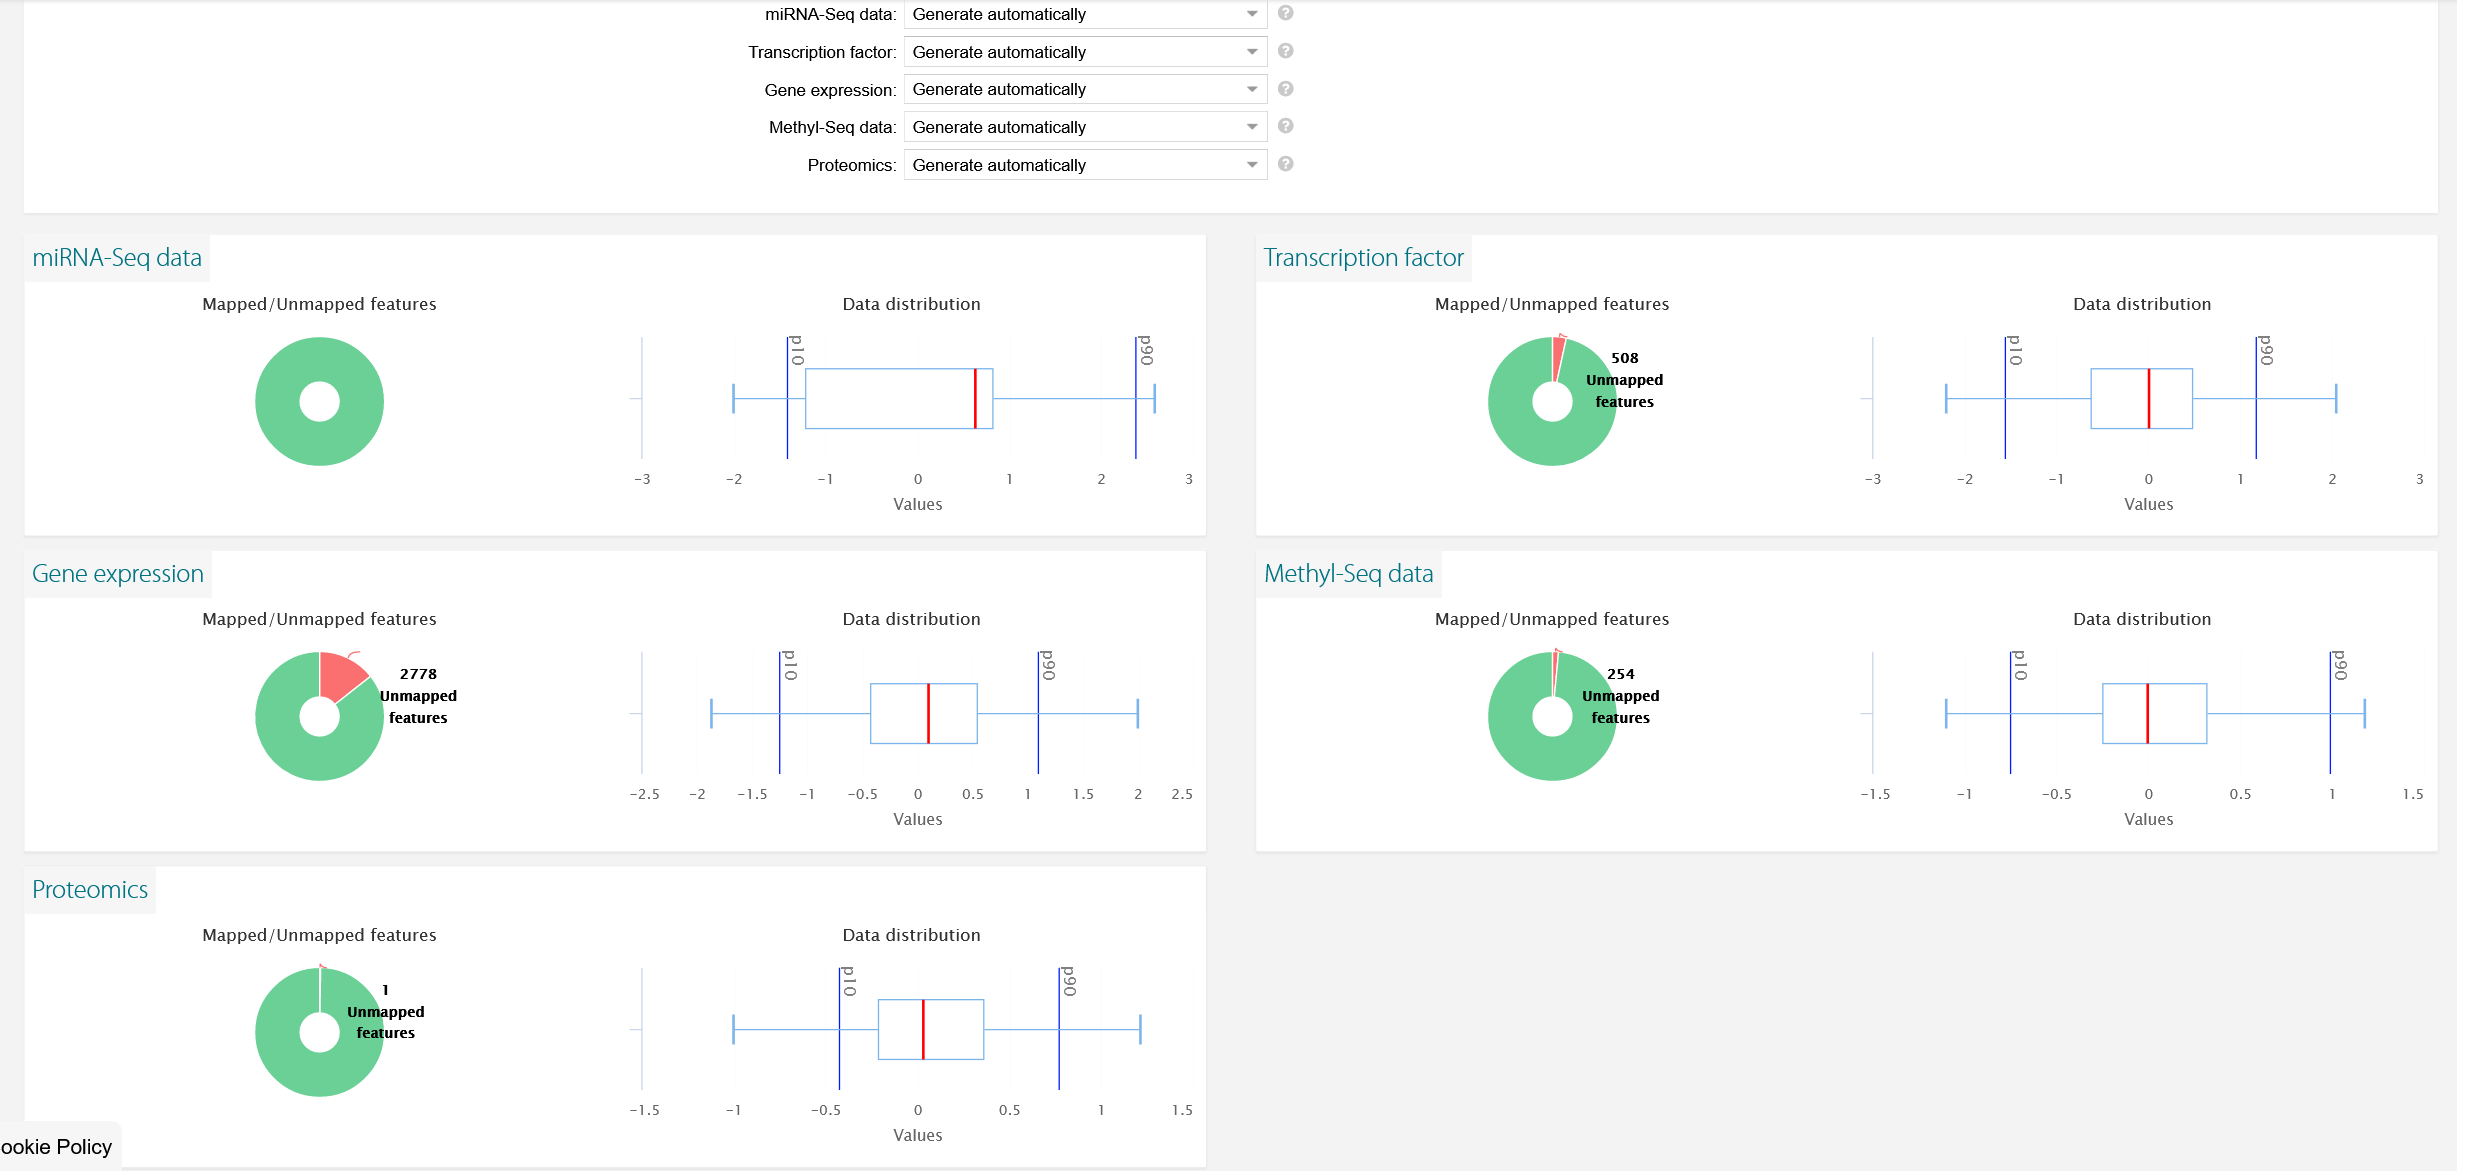 miRNA-Seq data: Generate automatically ?
Transcription factor: Generate automatically ?
Gene expression: Generate automatically ?
Methyl-Seq data: Generate automatically ?
Proteomics: Generate automatically ?
miRNA-Seq data
Mapped/Unmapped features
Data distribution
p10
p90
-3 -2 -1 0 1 2 3
Values
Transcription factor
Mapped/Unmapped features
508
Unmapped
features
Data distribution
p10
p90
-3 -2 -1 0 1 2 3
Values
Gene expression
Mapped/Unmapped features
2778
Unmapped
features
Data distribution
p10
p90
-2.5 -2 -1.5 -1 -0.5 0 0.5 1 1.5 2 2.5
Values
Methyl-Seq data
Mapped/Unmapped features
254
Unmapped
features
Data distribution
p10
p90
-1.5 -1 -0.5 0 0.5 1 1.5
Values
Proteomics
Mapped/Unmapped features
1
Unmapped
features
Data distribution
p10
p90
-1.5 -1 -0.5 0 0.5 1 1.5
Values
ookie Policy